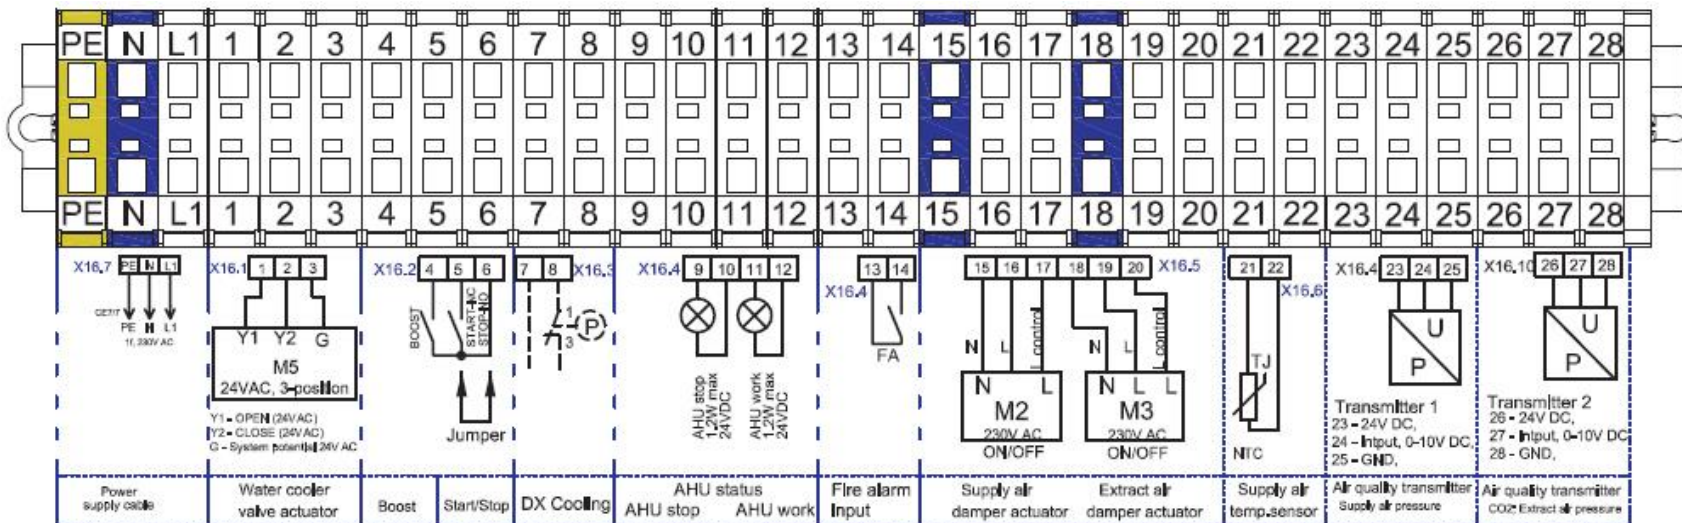 PE N L1 1 2 3 4 5 6 7 8 9 10 11 12 13 14 15 16 17 18 19 20 21 22 23 24 25 26 27 28
PE N L1 1 2 3 4 5 6 7 8 9 10 11 12 13 14 15 16 17 18 19 20 21 22 23 24 25 26 27 28
X16.7 PE N L1
PE N L1
1f, 230V AC
X16.1 1 2 3
Y1 Y2 G
M5
24VAC, 3-position
Y1 - OPEN (24VAC)
Y2 - CLOSE (24VAC)
G - System potential 24V AC
X16.2 4 5 6
BOOST
START-NC
STOP-NO
Jumper
7 8 X16.3
1
P
3
X16.4 9 10 11 12
AHU stop
1,2W max
24VDC
AHU work
1,2W max
24VDC
13 14
X16.4
FA
15 16 17 18 19 20 X16.5
N L L control N L L control
N L
M2
230V AC
ON/OFF
N L L
M3
230V AC
ON/OFF
21 22
X16.6
TJ
NTC
X16.4 23 24 25
U
P
Transmitter 1
23 - 24V DC,
24 - Intput, 0-10V DC,
25 - GND,
X16.10 26 27 28
U
P
Transmitter 2
26 - 24V DC,
27 - Intput, 0-10V DC
28 - GND,
Power
supply cable
Water cooler
valve actuator
Boost
Start/Stop
DX Cooling
AHU status
AHU stop AHU work
Fire alarm
Input
Supply air
damper actuator
Extract air
damper actuator
Supply air
temp.sensor
Air quality transmitter
Supply air pressure
Air quality transmitter
CO2 Extract air pressure